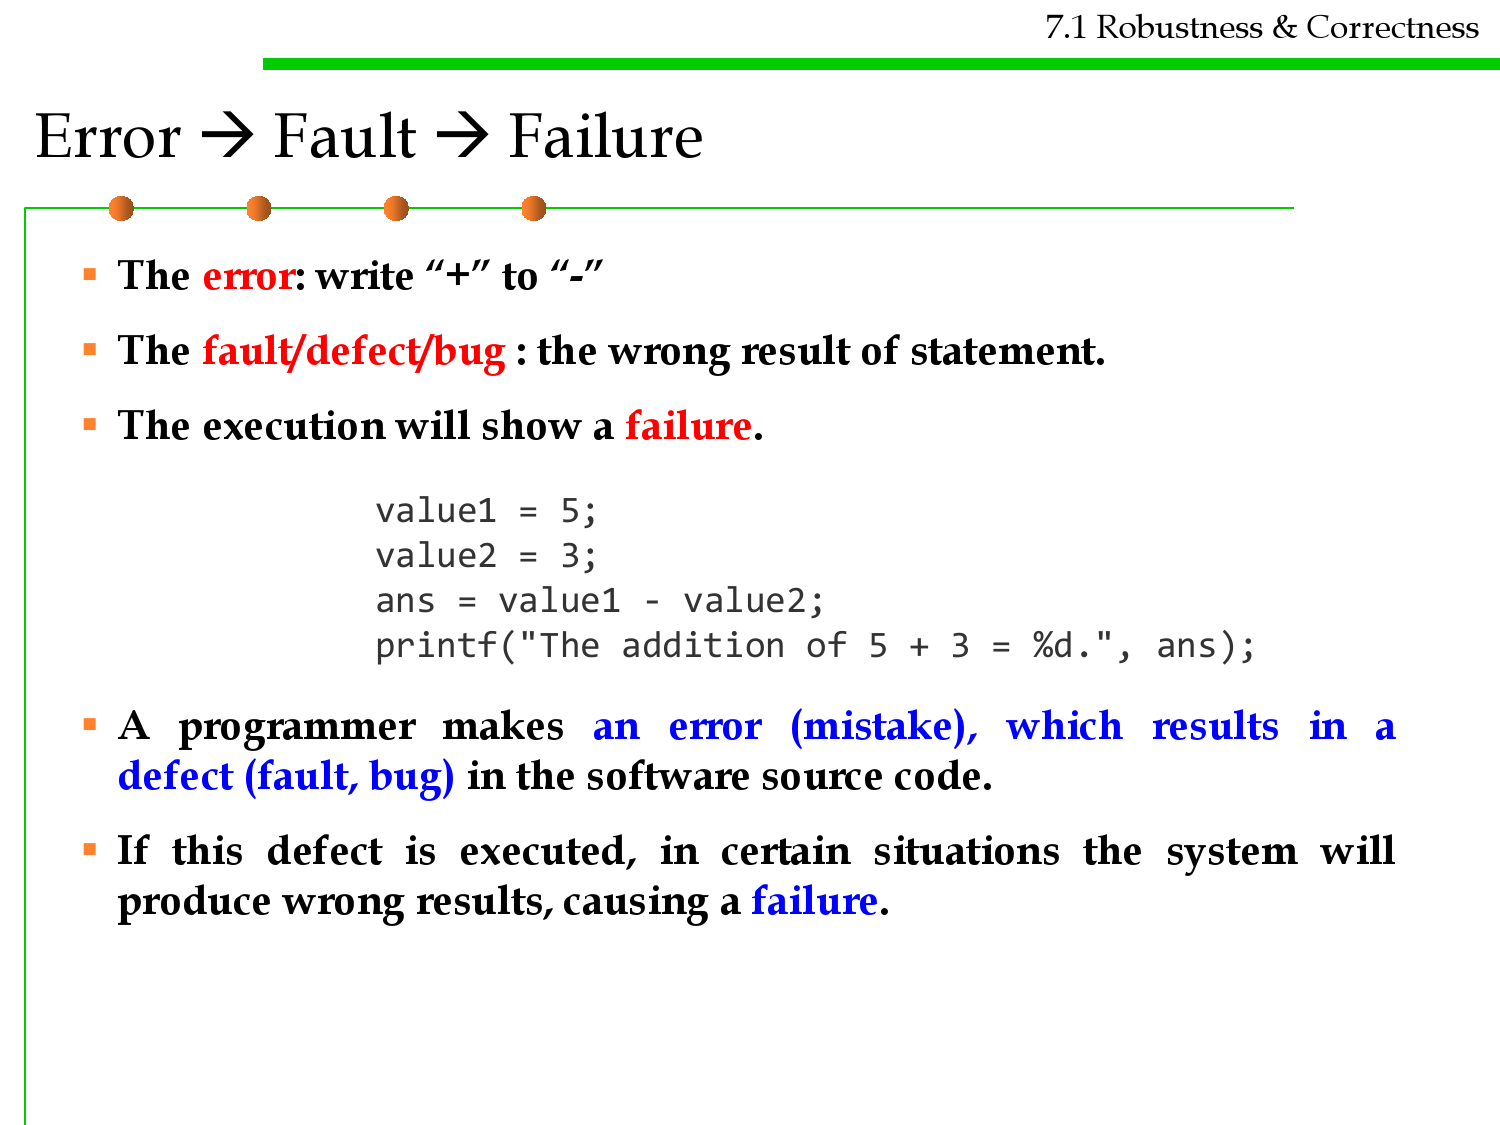 7.1 Robustness & Correctness
Error → Fault → Failure
▪ The error: write “+” to “-”
▪ The fault/defect/bug : the wrong result of statement.
▪ The execution will show a failure.
value1 = 5;
value2 = 3;
ans = value1 - value2;
printf("The addition of 5 + 3 = %d.", ans);
▪ A programmer makes an error (mistake), which results in a
defect (fault, bug) in the software source code.
▪ If this defect is executed, in certain situations the system will
produce wrong results, causing a failure.